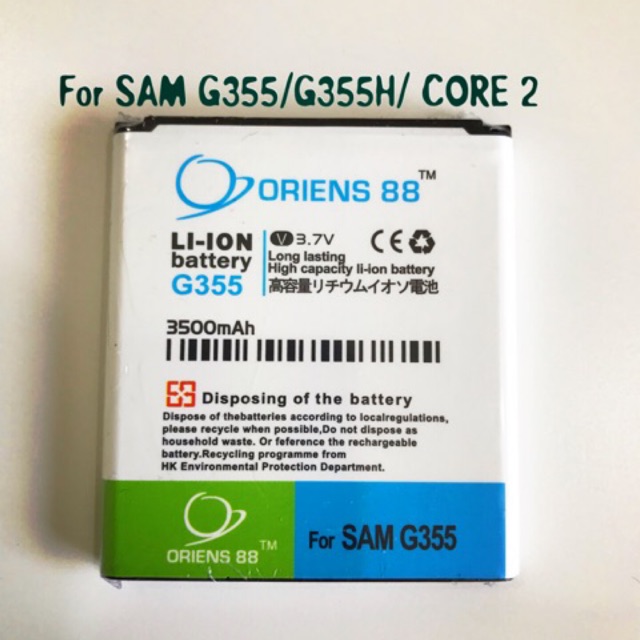 For SAM G355/G355H/ CORE 2
ORIENS 88™
LI-ION
battery
G355
V 3.7V
Long lasting
High capacity li-ion battery
高容量リチウムイオソ電池
3500mAh
Disposing of the battery
Dispose of thebatteries according to localregulations,
please recycle when possible,Do not dispose as
household waste. Or reference the rechargeable
battery.Recycling programme from
HK Environmental Protection Department.
ORIENS 88™
For SAM G355